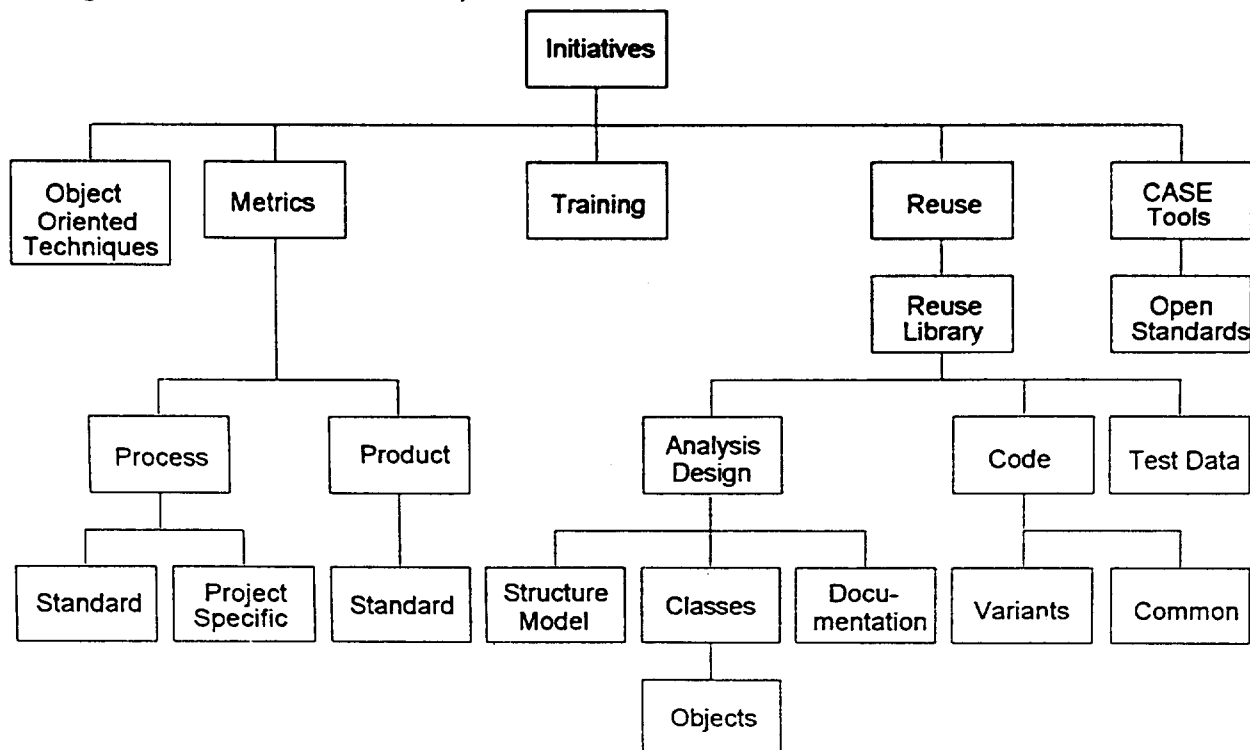 Initiatives
Object
Oriented
Techniques
Metrics
Training
Reuse
CASE
Tools
Reuse
Library
Open
Standards
Process
Product
Analysis
Design
Code
Test Data
Standard
Project
Specific
Standard
Structure
Model
Classes
Docu-
mentation
Variants
Common
Objects